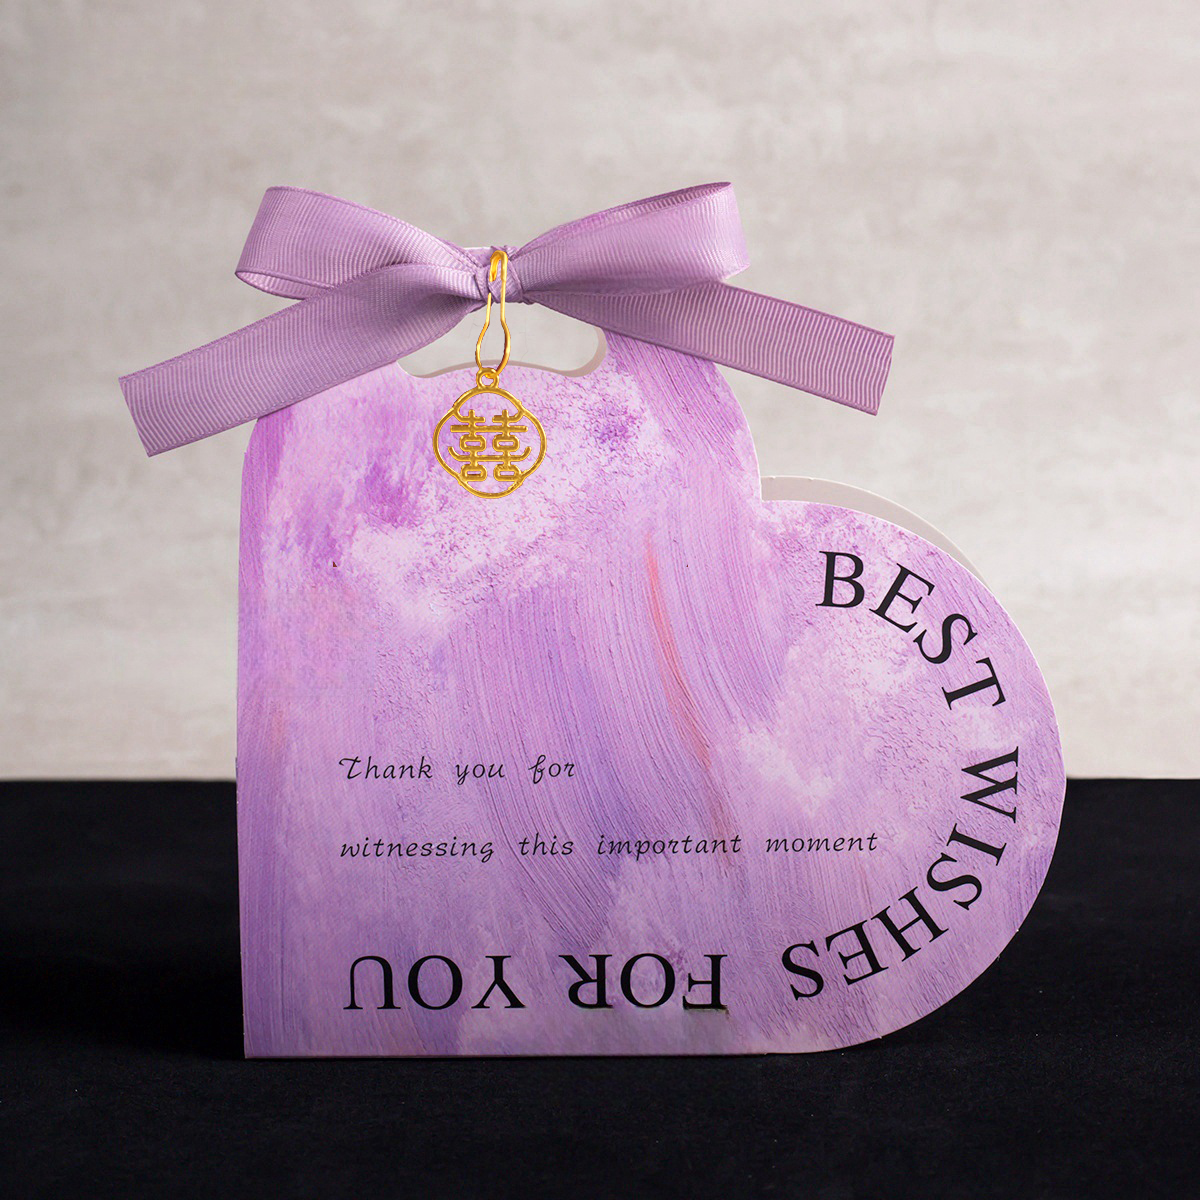 囍
BEST WISHES FOR YOU
Thank you for
witnessing this important moment